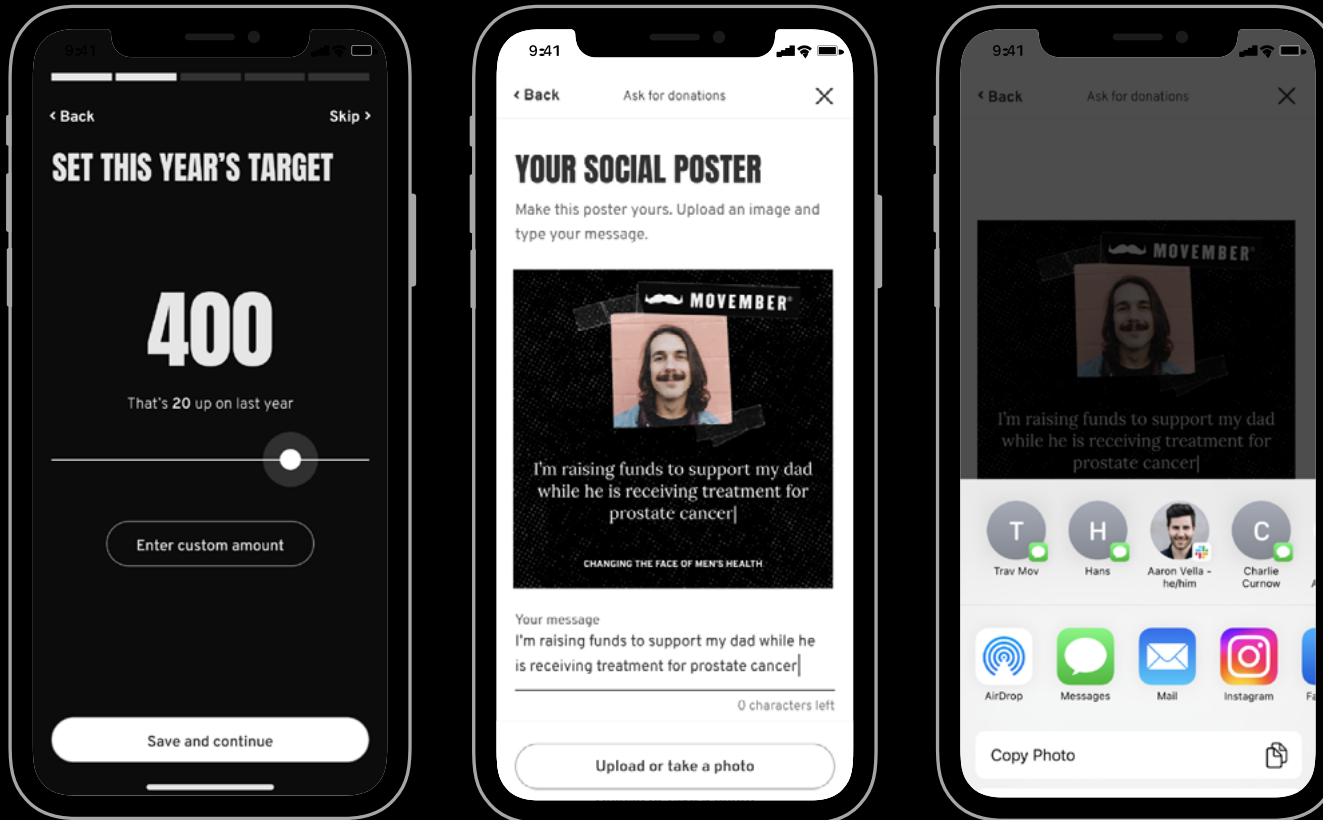 9:41
‹ Back
Skip ›
SET THIS YEAR'S TARGET
400
That's 20 up on last year
Enter custom amount
Save and continue
9:41
‹ Back
Ask for donations
YOUR SOCIAL POSTER
Make this poster yours. Upload an image and
type your message.
MOVEMBER®
I'm raising funds to support my dad
while he is receiving treatment for
prostate cancer
CHANGING THE FACE OF MEN'S HEALTH
Your message
I'm raising funds to support my dad while he
is receiving treatment for prostate cancer
0 characters left
Upload or take a photo
9:41
‹ Back
Ask for donations
MOVEMBER®
I'm raising funds to support my dad
while he is receiving treatment for
prostate cancer
T
H
C
Trav Mov
Hans
Aaron Vella -
he/him
Charlie
Curnow
AirDrop
Messages
Mail
Instagram
Copy Photo